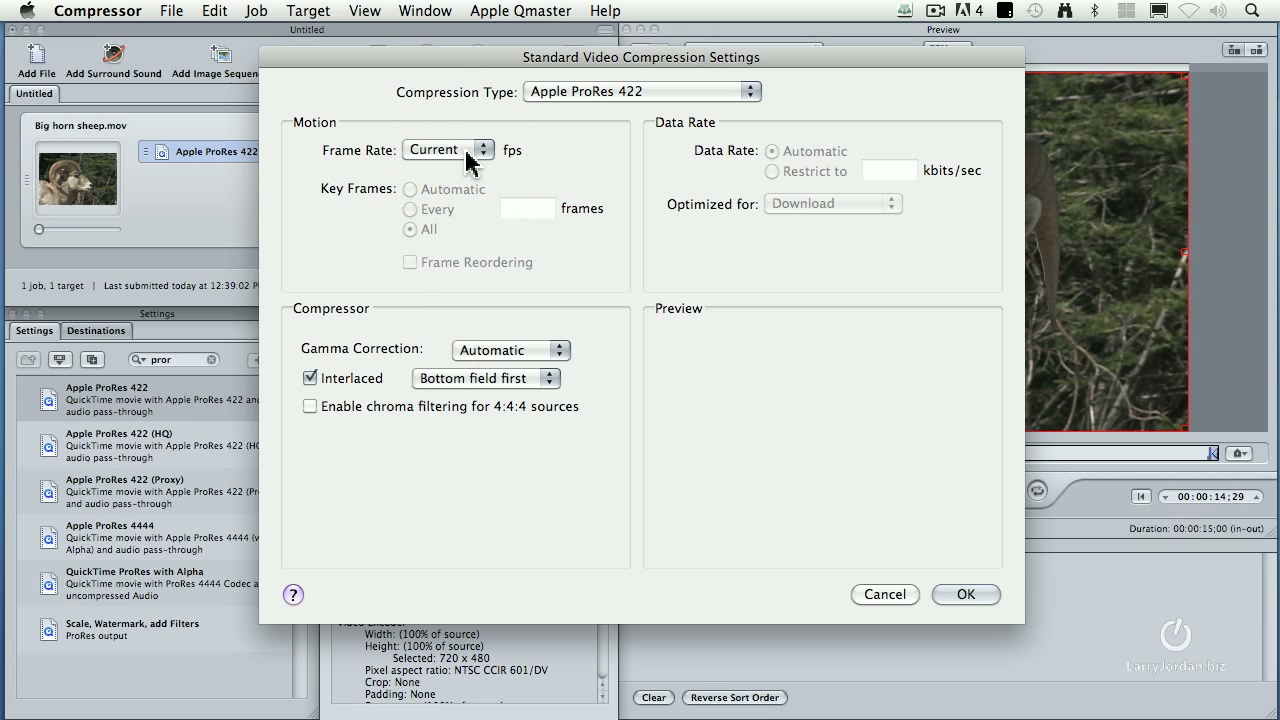 Compressor File Edit Job Target View Window Apple Qmaster Help 4
Untitled
Preview
Add File Add Surround Sound Add Image Sequen
Untitled
Big horn sheep.mov
Apple ProRes 422
1 job, 1 target | Last submitted today at 12:39:02 P
Settings
Settings Destinations
pror
Apple ProRes 422
QuickTime movie with Apple ProRes 422 and
audio pass-through
Apple ProRes 422 (HQ)
QuickTime movie with Apple ProRes 422 (HQ
audio pass-through
Apple ProRes 422 (Proxy)
QuickTime movie with Apple ProRes 422 (Pr
and audio pass-through
Apple ProRes 4444
QuickTime movie with Apple ProRes 4444 (w
Alpha) and audio pass-through
QuickTime ProRes with Alpha
QuickTime movie with ProRes 4444 Codec a
uncompressed Audio
Scale, Watermark, add Filters
ProRes output
Standard Video Compression Settings
Compression Type: Apple ProRes 422
Motion
Frame Rate: Current fps
Key Frames: Automatic
Every frames
All
Frame Reordering
Data Rate
Data Rate: Automatic
Restrict to kbits/sec
Optimized for: Download
Compressor
Gamma Correction: Automatic
Interlaced Bottom field first
Enable chroma filtering for 4:4:4 sources
Preview
? Cancel OK
Width: (100% of source)
Height: (100% of source)
Selected: 720 x 480
Pixel aspect ratio: NTSC CCIR 601/DV
Crop: None
Padding: None
00:00:14;29
Duration: 00:00:15;00 (in-out)
LarryJordan.biz
Clear Reverse Sort Order